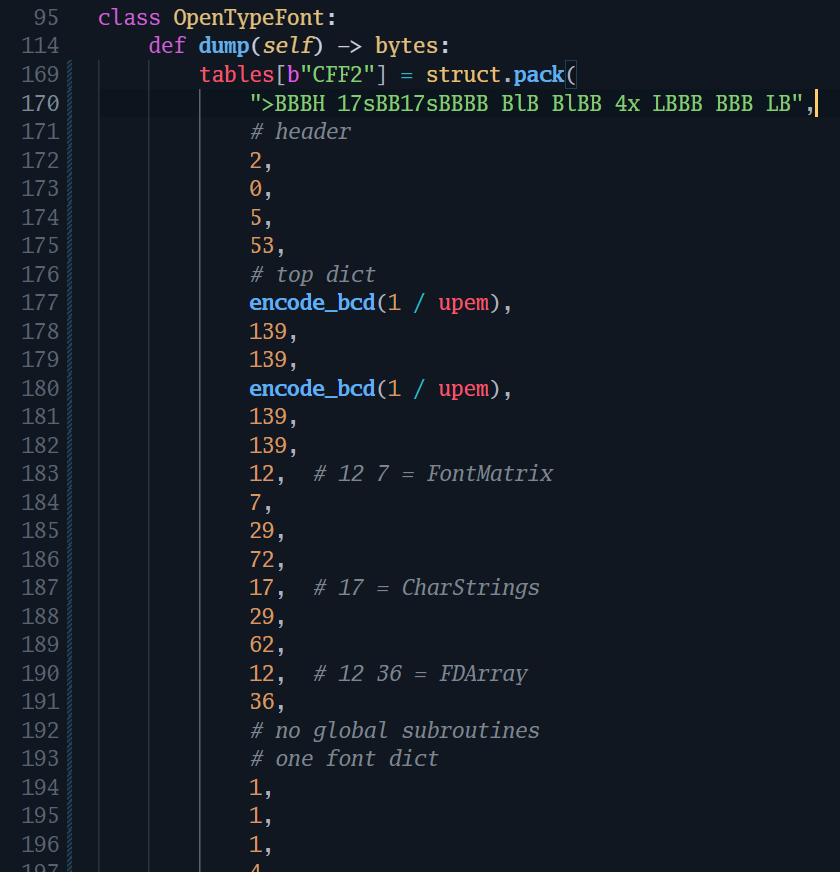 95 class OpenTypeFont:
114 def dump(self) -> bytes:
169 tables[b"CFF2"] = struct.pack(
170 ">BBBH 17sBB17sBBBB BlB BlBB 4x LBBB BBB LB",
171 # header
172 2,
173 0,
174 5,
175 53,
176 # top dict
177 encode_bcd(1 / upem),
178 139,
179 139,
180 encode_bcd(1 / upem),
181 139,
182 139,
183 12, # 12 7 = FontMatrix
184 7,
185 29,
186 72,
187 17, # 17 = CharStrings
188 29,
189 62,
190 12, # 12 36 = FDArray
191 36,
192 # no global subroutines
193 # one font dict
194 1,
195 1,
196 1,
197 4